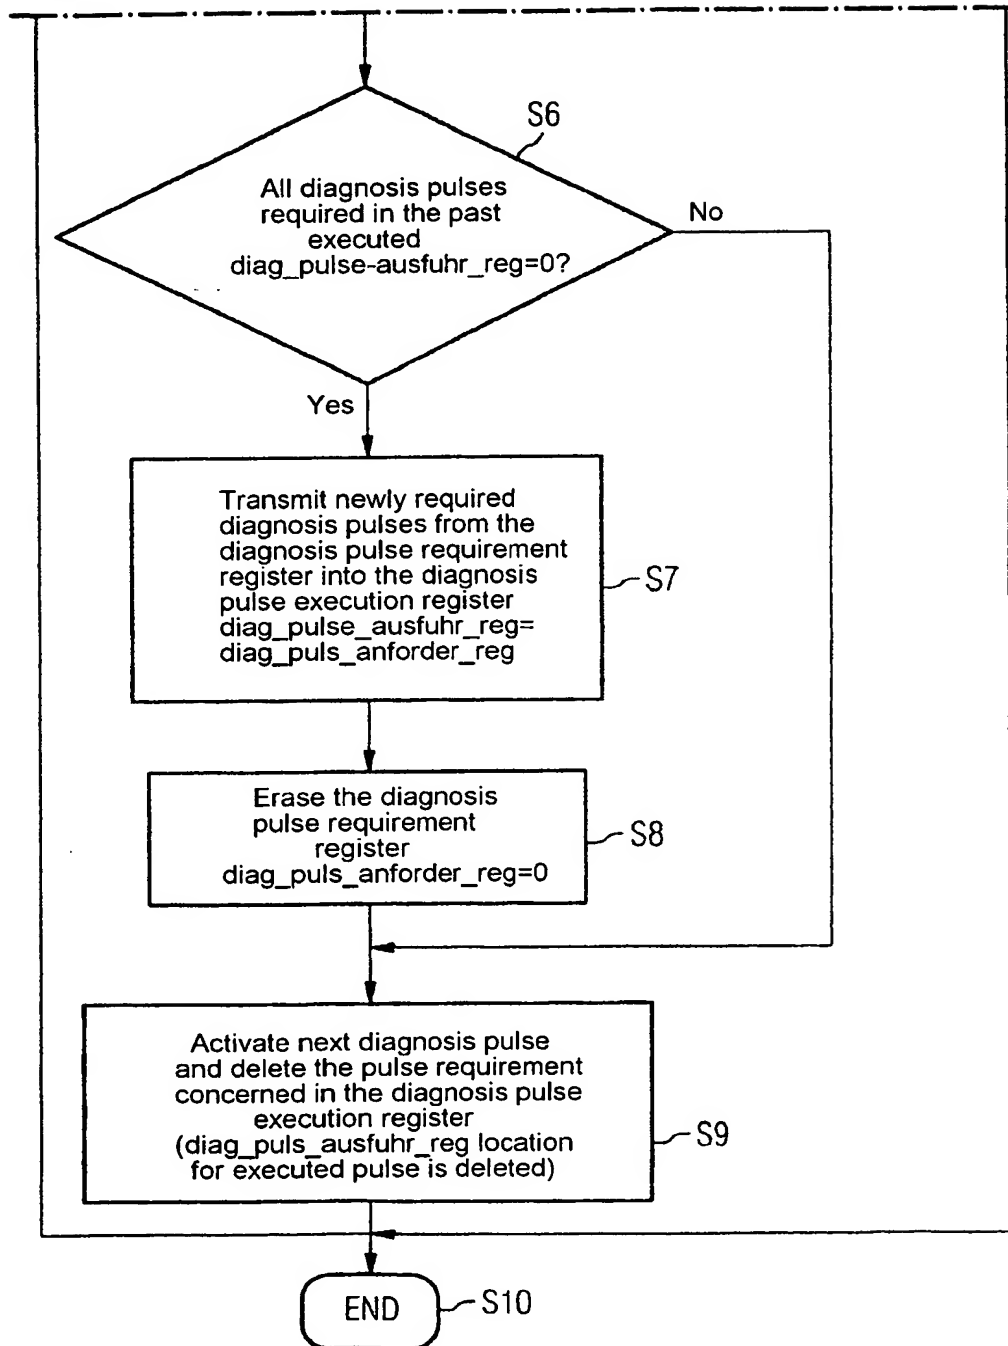 S6
All diagnosis pulses
required in the past
executed
diag_pulse-ausfuhr_reg=0?
No
Yes
Transmit newly required
diagnosis pulses from the
diagnosis pulse requirement
register into the diagnosis
pulse execution register
diag_pulse_ausfuhr_reg=
diag_puls_anforder_reg
S7
Erase the diagnosis
pulse requirement
register
diag_puls_anforder_reg=0
S8
Activate next diagnosis pulse
and delete the pulse requirement
concerned in the diagnosis pulse
execution register
(diag_puls_ausfuhr_reg location
for executed pulse is deleted)
S9
END
S10